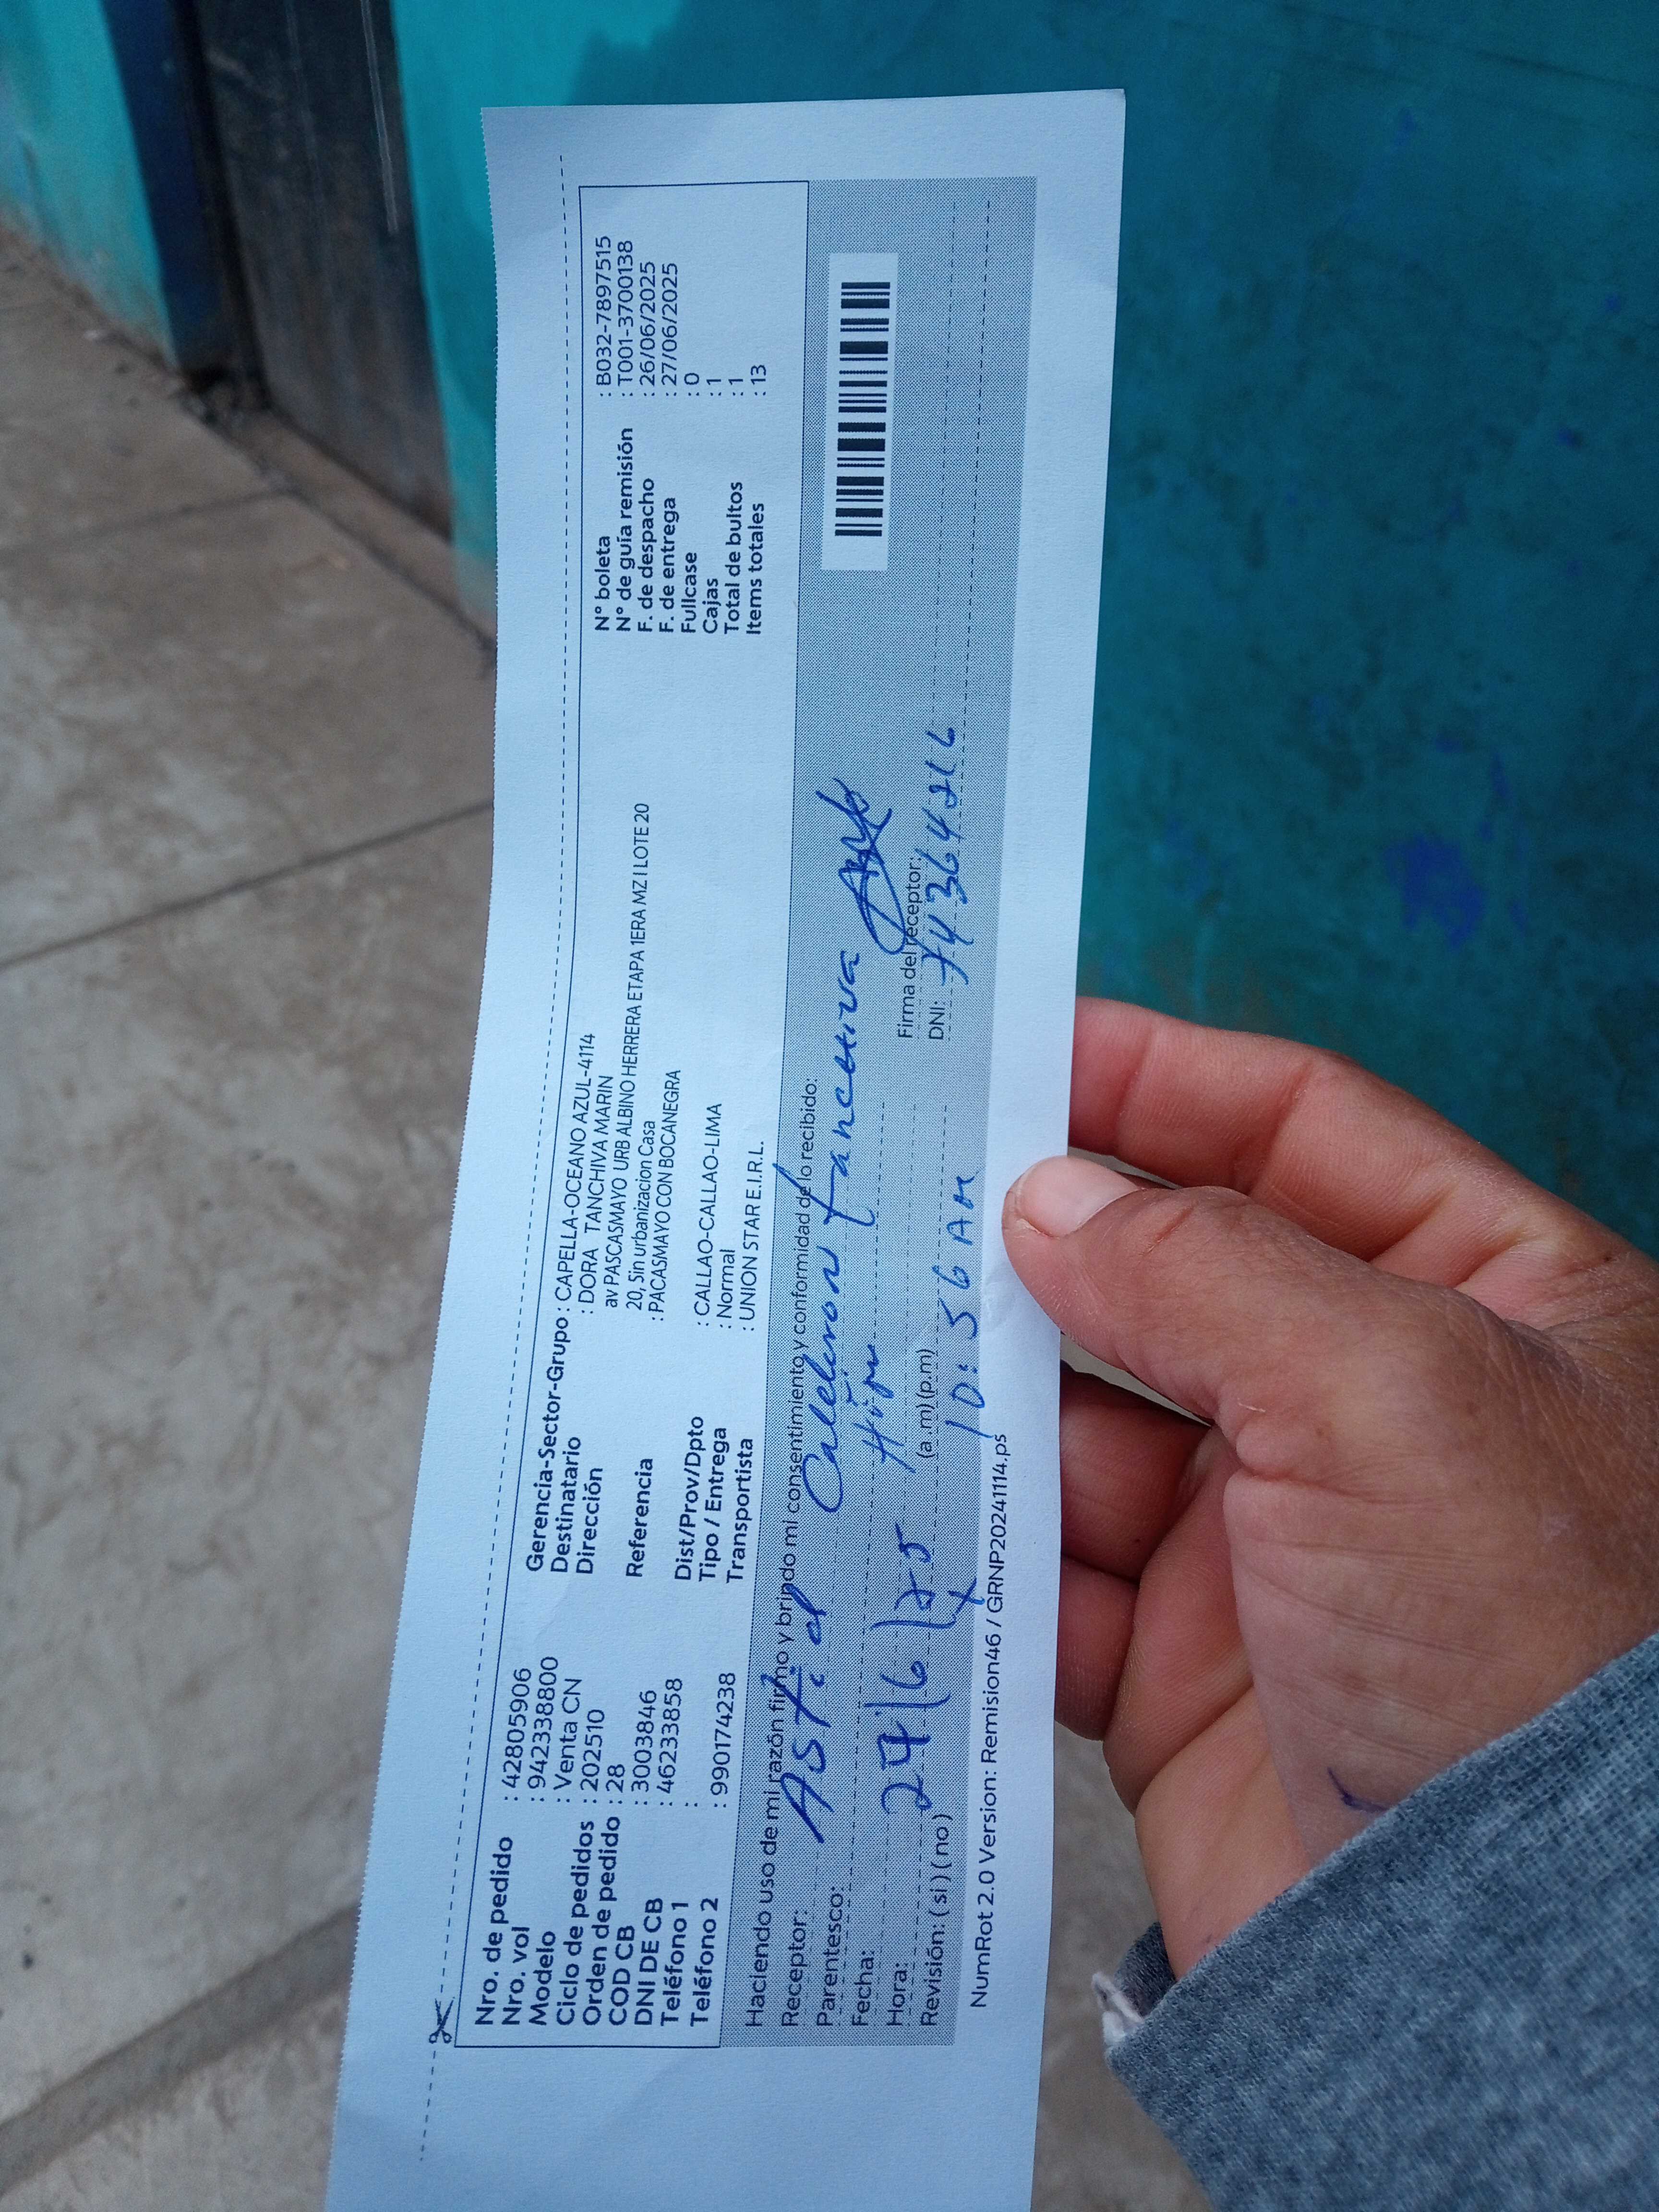 Nro. de pedido : 42805906
Nro. vol : 942338800
Modelo : Venta CN
Ciclo de pedidos : 202510
Orden de pedido : 28
COD CB : 3003846
DNI DE CB : 46233858
Teléfono 1 :
Teléfono 2 : 990174238
Gerencia-Sector-Grupo : CAPELLA-OCEANO AZUL-4114
Destinatario : DORA TANCHIVA MARIN
Dirección av PASCASMAYO URB ALBINO HERRERA ETAPA 1ERA MZ I LOTE 20
20, Sin urbanizacion Casa
Referencia : PACASMAYO CON BOCANEGRA
Dist/Prov/Dpto : CALLAO-CALLAO-LIMA
Tipo / Entrega : Normal
Transportista : UNION STAR E.I.R.L.
N° boleta : B032-7897515
N° de guía remisión : T001-3700138
F. de despacho : 26/06/2025
F. de entrega : 27/06/2025
Fullcase : 0
Cajas : 1
Total de bultos : 1
Items totales : 13
Haciendo uso de mi razón firmo y brindo mi consentimiento y conformidad de lo recibido:
Receptor: Calderon
Parentesco:
Fecha: /6/25
Hora: (a.m) (p.m) 10:36 AM
Revisión: ( si ) ( no ) x
Firma del receptor:
DNI:
NumRot 2.0 Version: Remision46 / GRNP20241114.ps